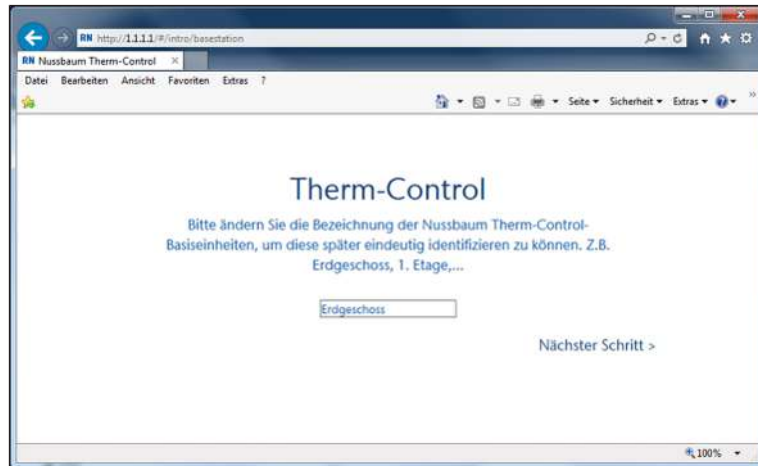 RN http://1.1.1.1/#/intro/basestation
RN Nussbaum Therm-Control
Datei Bearbeiten Ansicht Favoriten Extras ?
Seite Sicherheit Extras
Therm-Control
Bitte ändern Sie die Bezeichnung der Nussbaum Therm-Control-
Basiseinheiten, um diese später eindeutig identifizieren zu können. Z.B.
Erdgeschoss, 1. Etage,...
Erdgeschoss
Nächster Schritt >
100%